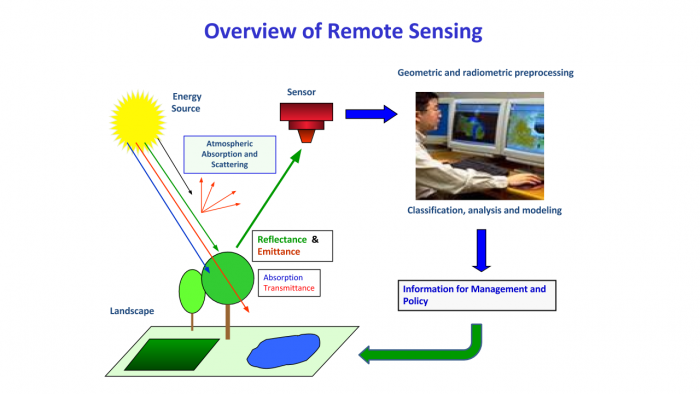 Overview of Remote Sensing
Geometric and radiometric preprocessing
Energy
Source
Sensor
Atmospheric
Absorption and
Scattering
Classification, analysis and modeling
Reflectance &
Emittance
Absorption
Transmittance
Information for Management and
Policy
Landscape